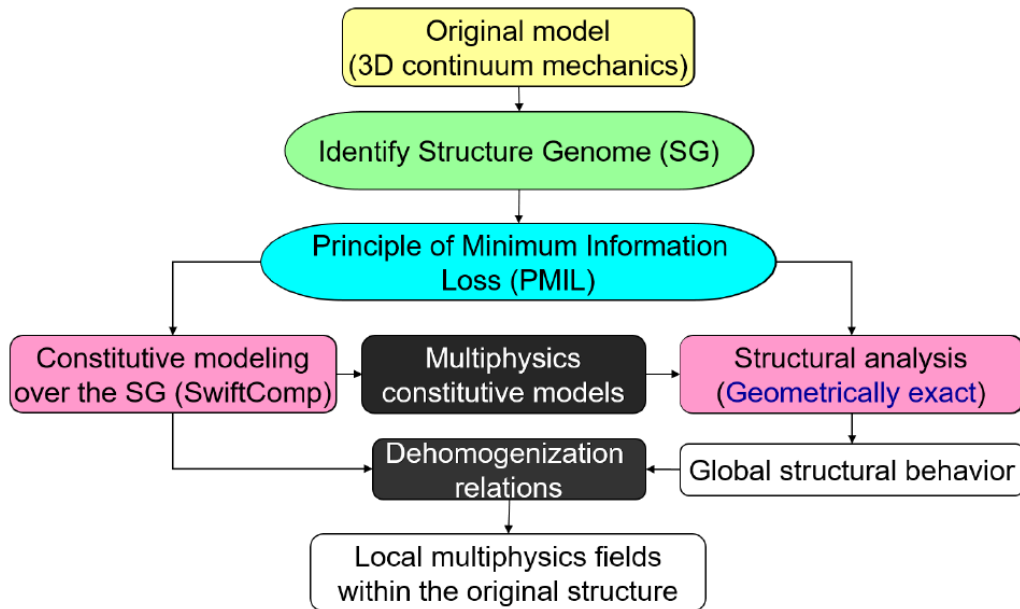 Original model
(3D continuum mechanics)
Identify Structure Genome (SG)
Principle of Minimum Information
Loss (PMIL)
Constitutive modeling
over the SG (SwiftComp)
Multiphysics
constitutive models
Structural analysis
(Geometrically exact)
Dehomogenization
relations
Global structural behavior
Local multiphysics fields
within the original structure